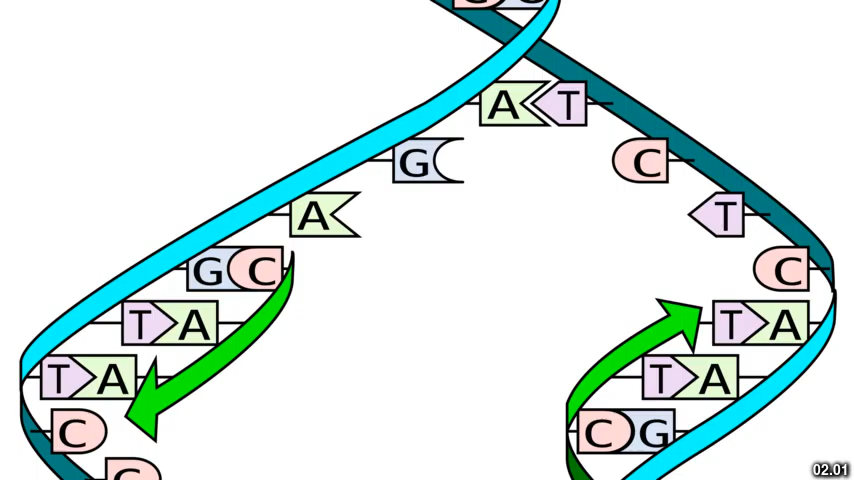 A T
G C
A T
G C C
T A T A
T A T A
C C G
C
02.01